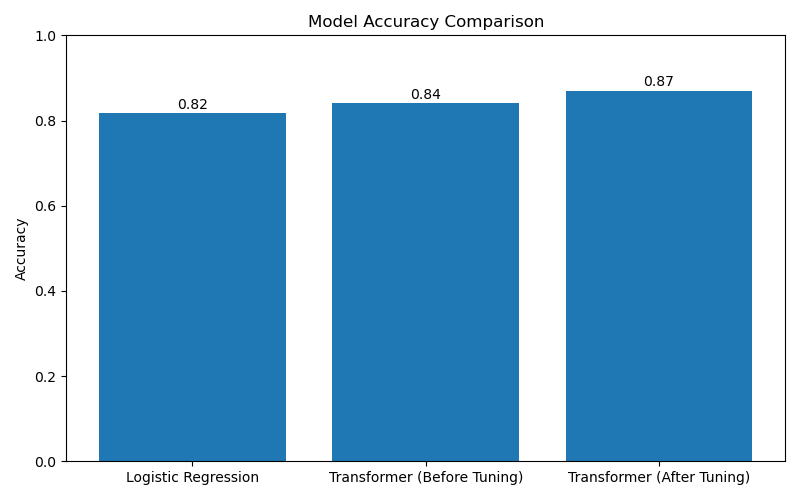 Model Accuracy Comparison
1.0
0.8
0.6
0.4
0.2
0.0
Accuracy
0.82
0.84
0.87
Logistic Regression
Transformer (Before Tuning)
Transformer (After Tuning)